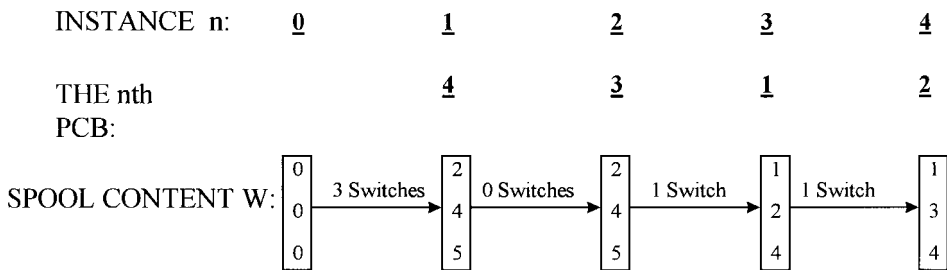 INSTANCE n: 0 1 2 3 4
THE nth 4 3 1 2
PCB:
0 2 2 1 1
3 Switches 0 Switches 1 Switch 1 Switch
SPOOL CONTENT W: 0 4 4 2 3
0 5 5 4 4